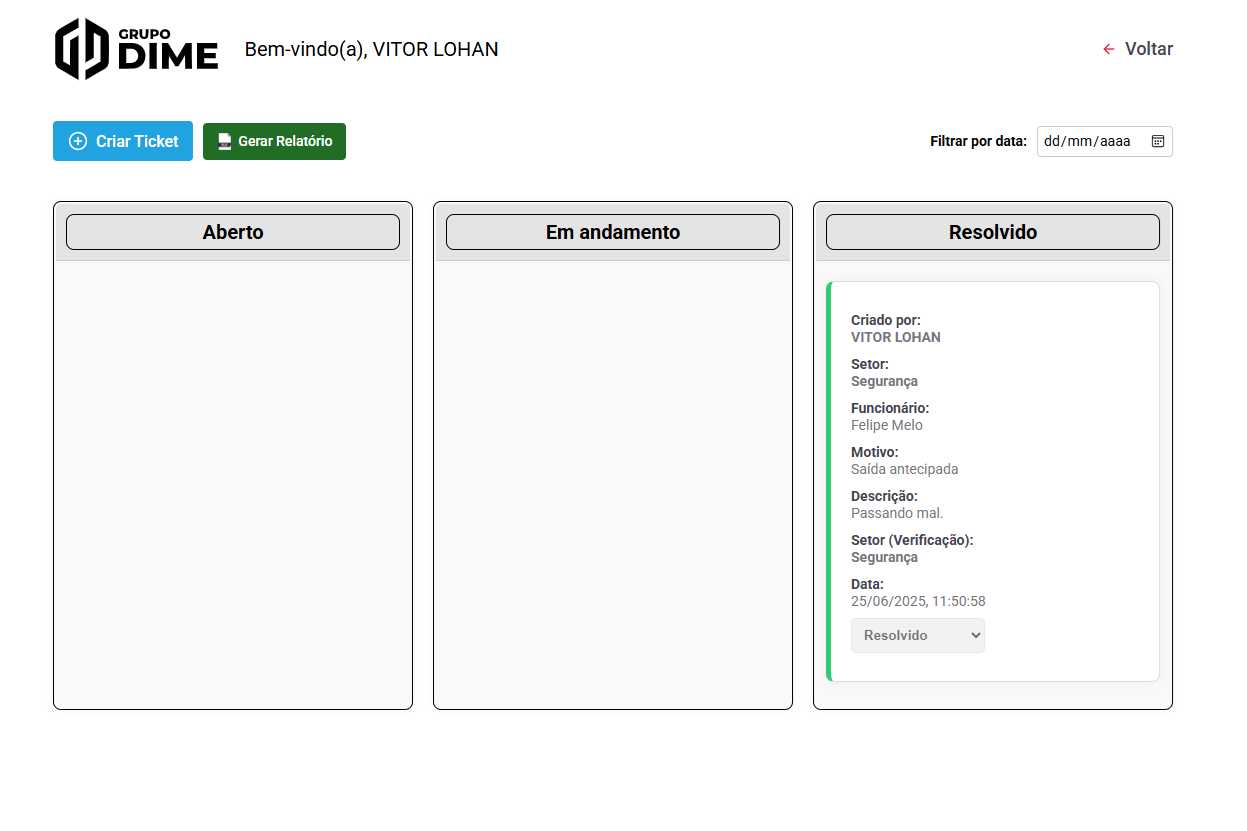 GRUPO
DIME
Bem-vindo(a), VITOR LOHAN
Voltar
Criar Ticket
Gerar Relatório
Filtrar por data:
dd/mm/aaaa
Aberto
Em andamento
Resolvido
Criado por:
VITOR LOHAN
Setor:
Segurança
Funcionário:
Felipe Melo
Motivo:
Saída antecipada
Descrição:
Passando mal.
Setor (Verificação):
Segurança
Data:
25/06/2025, 11:50:58
Resolvido